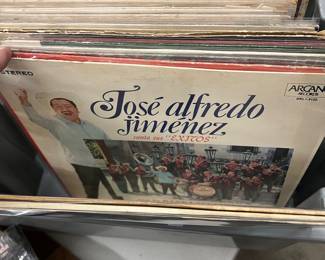 STEREO
ARCANO
José alfredo
jiménez
canta sus "EXITOS"